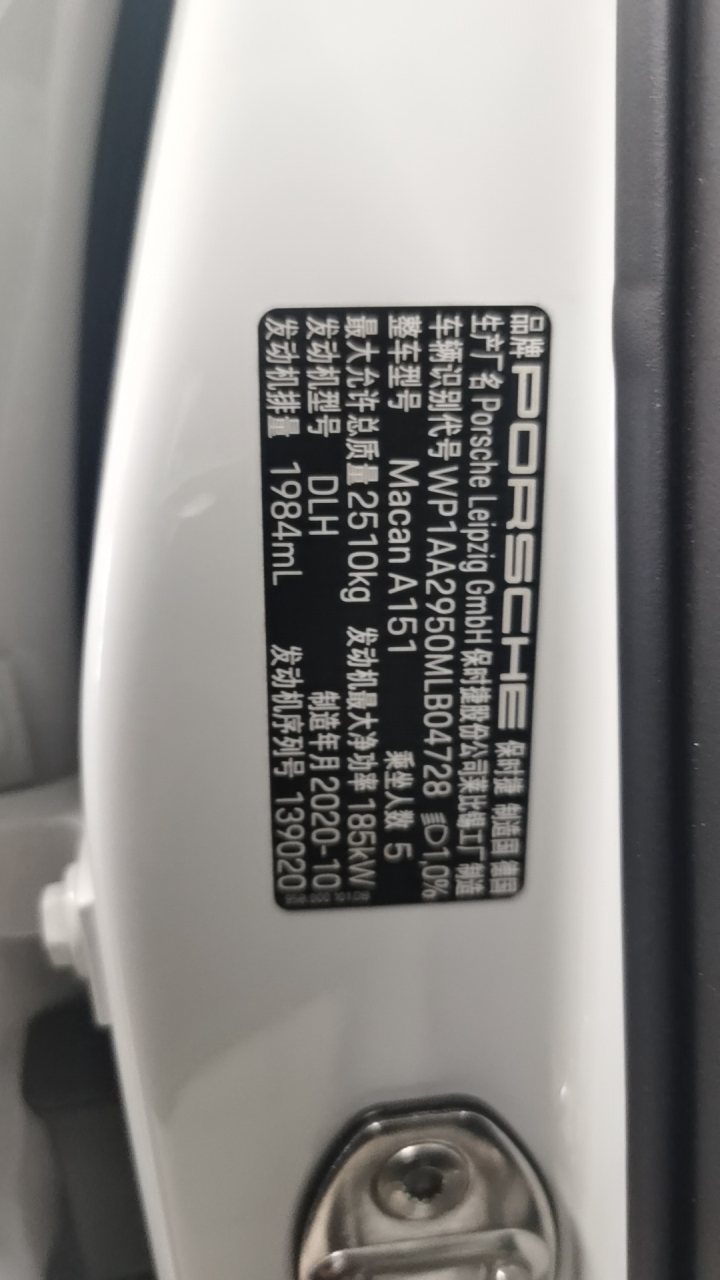 品牌 PORSCHE 保时捷 制造国 德国
生产厂名 Porsche Leipzig GmbH 保时捷股份公司莱比锡工厂 制造
车辆识别代号 WP1AA2950MLB04728 1,0%
整车型号 Macan A151 乘坐人数 5
最大允许总质量 2510kg 发动机最大净功率 185kW
发动机型号 DLH 制造年月 2020-10
发动机排量 1984mL 发动机序列号 139020